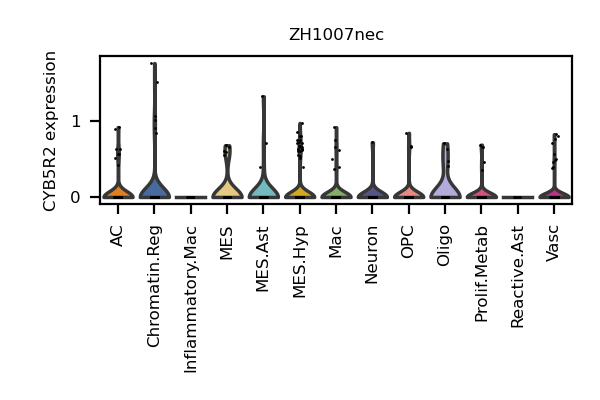 ZH1007nec
CYB5R2 expression
1
0
AC
Chromatin.Reg
Inflammatory.Mac
MES
MES.Ast
MES.Hyp
Mac
Neuron
OPC
Oligo
Prolif.Metab
Reactive.Ast
Vasc